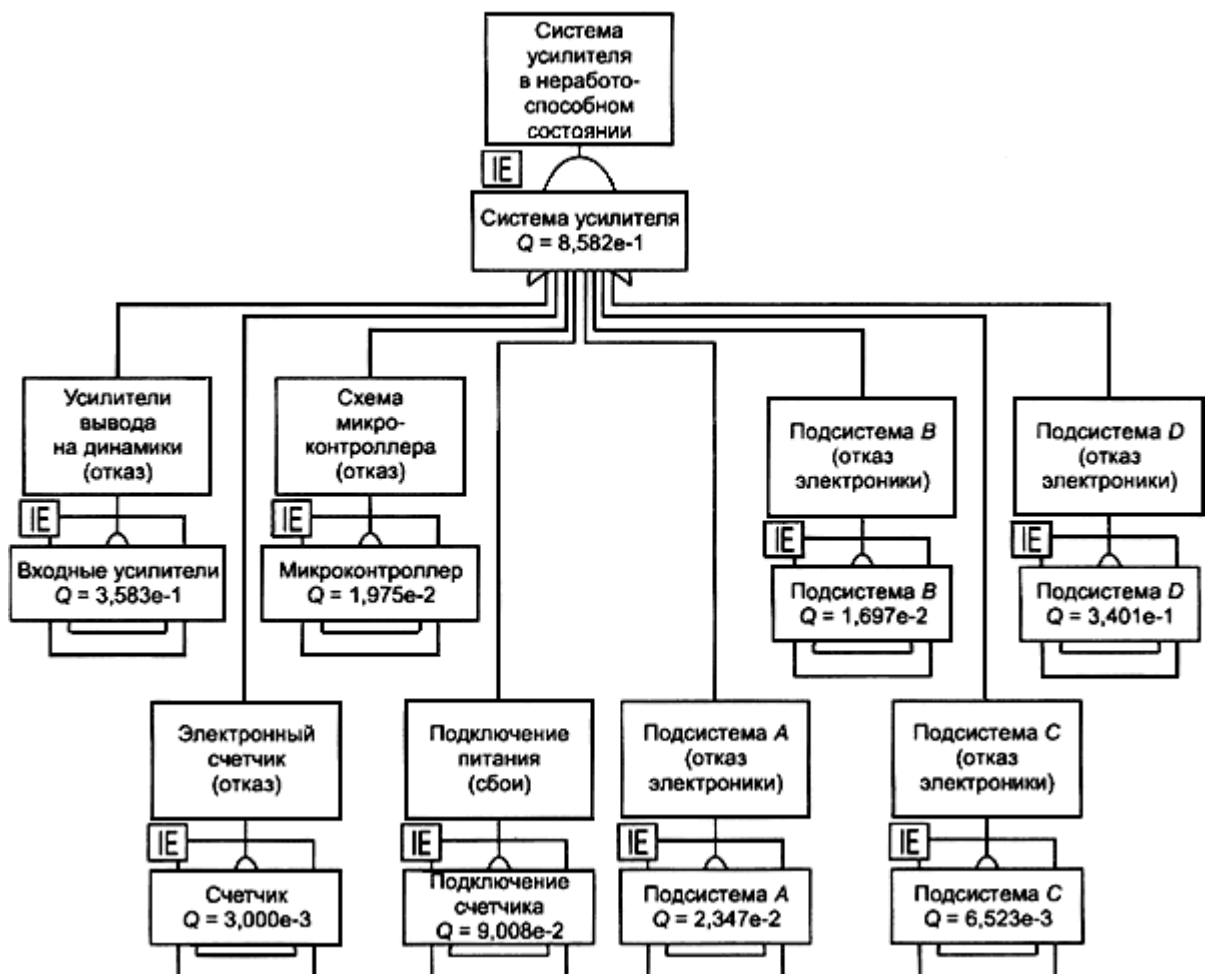 Система
усилителя
в неработо-
способном
состоянии
IE
Система усилителя
Q = 8,582e-1
Усилители
вывода
на динамики
(отказ)
IE
Входные усилители
Q = 3,583e-1
Схема
микро-
контроллера
(отказ)
IE
Микроконтроллер
Q = 1,975e-2
Подсистема B
(отказ
электроники)
IE
Подсистема B
Q = 1,697e-2
Подсистема D
(отказ
электроники)
IE
Подсистема D
Q = 3,401e-1
Электронный
счетчик
(отказ)
IE
Счетчик
Q = 3,000e-3
Подключение
питания
(сбои)
IE
Подключение
счетчика
Q = 9,008e-2
Подсистема A
(отказ
электроники)
IE
Подсистема A
Q = 2,347e-2
Подсистема C
(отказ
электроники)
IE
Подсистема C
Q = 6,523e-3